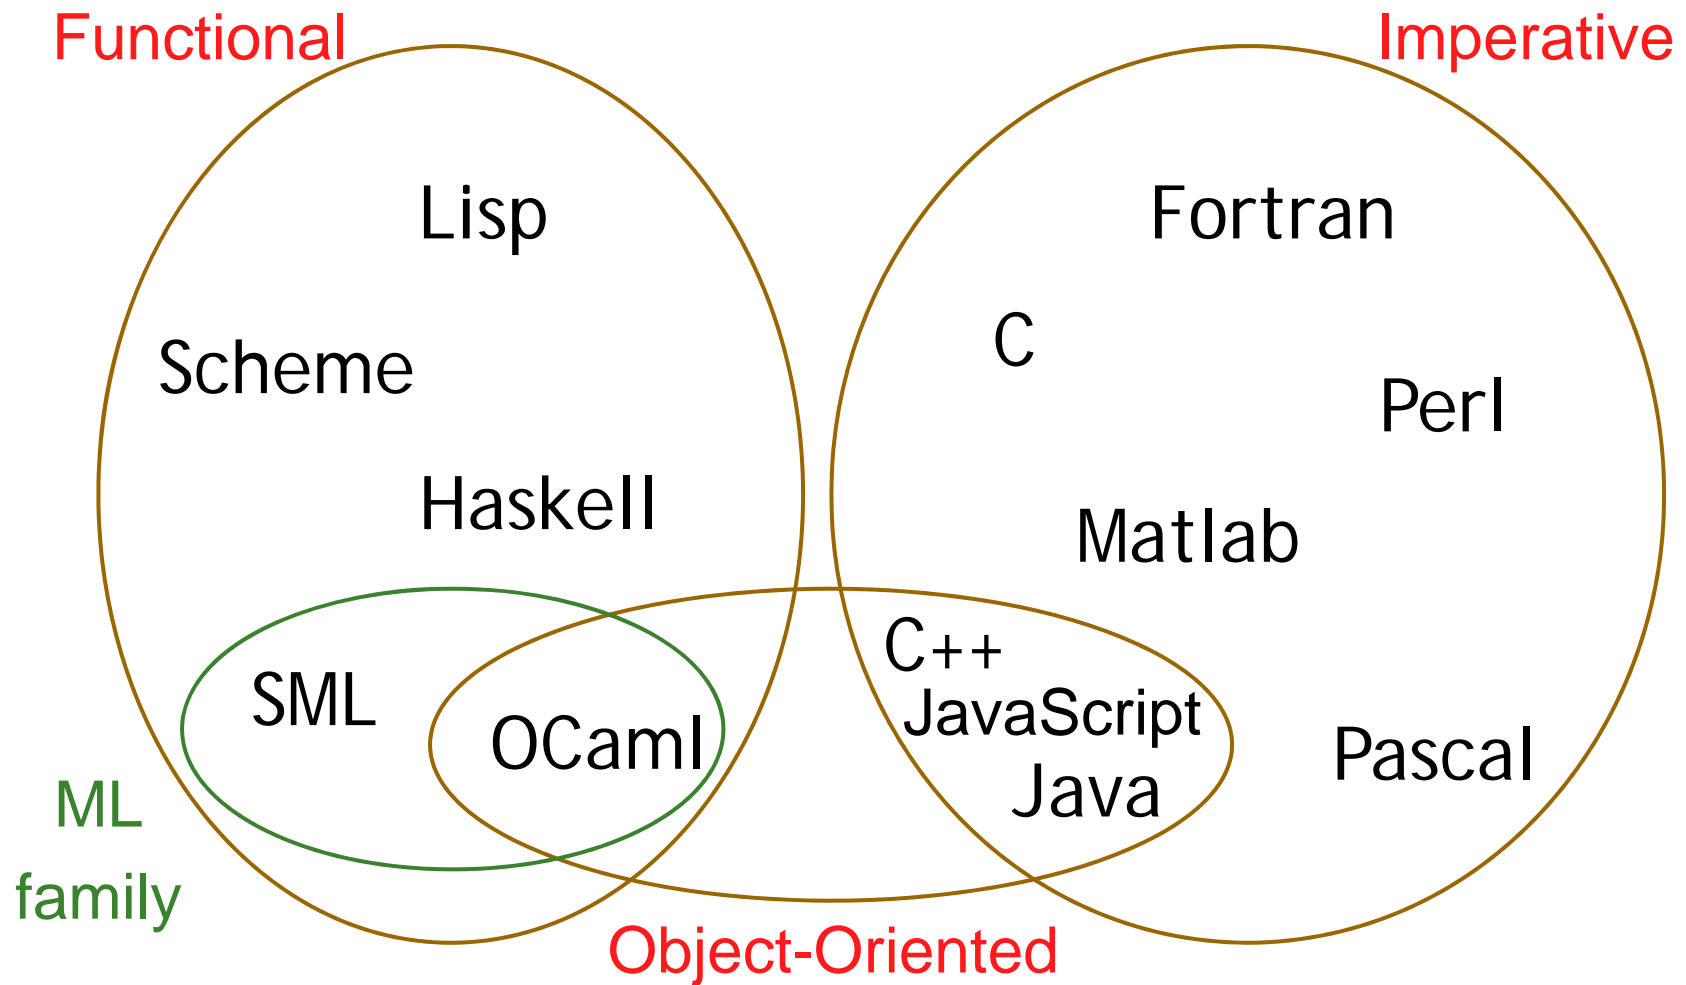 Functional
Imperative
Lisp
Fortran
C
Scheme
Perl
Haskell
Matlab
C++
SML
JavaScript
OCaml
Pascal
Java
ML
family
Object-Oriented